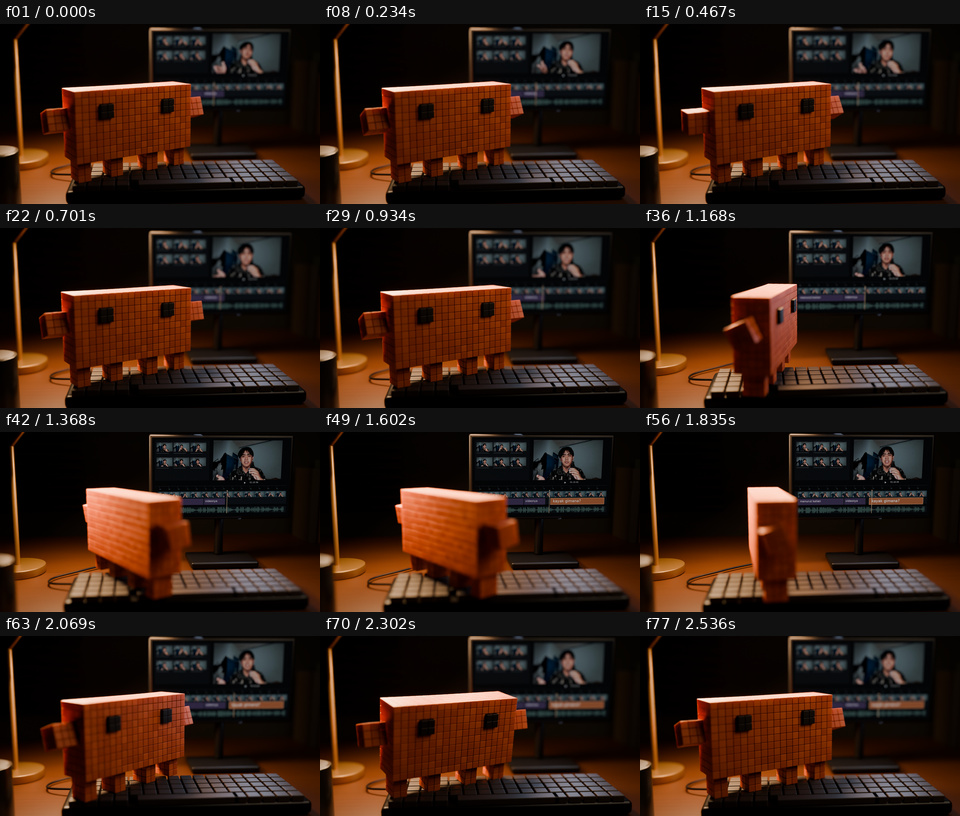 f01 / 0.000s
f08 / 0.234s
f15 / 0.467s
f22 / 0.701s
f29 / 0.934s
f36 / 1.168s
f42 / 1.368s
f49 / 1.602s
f56 / 1.835s
f63 / 2.069s
f70 / 2.302s
f77 / 2.536s